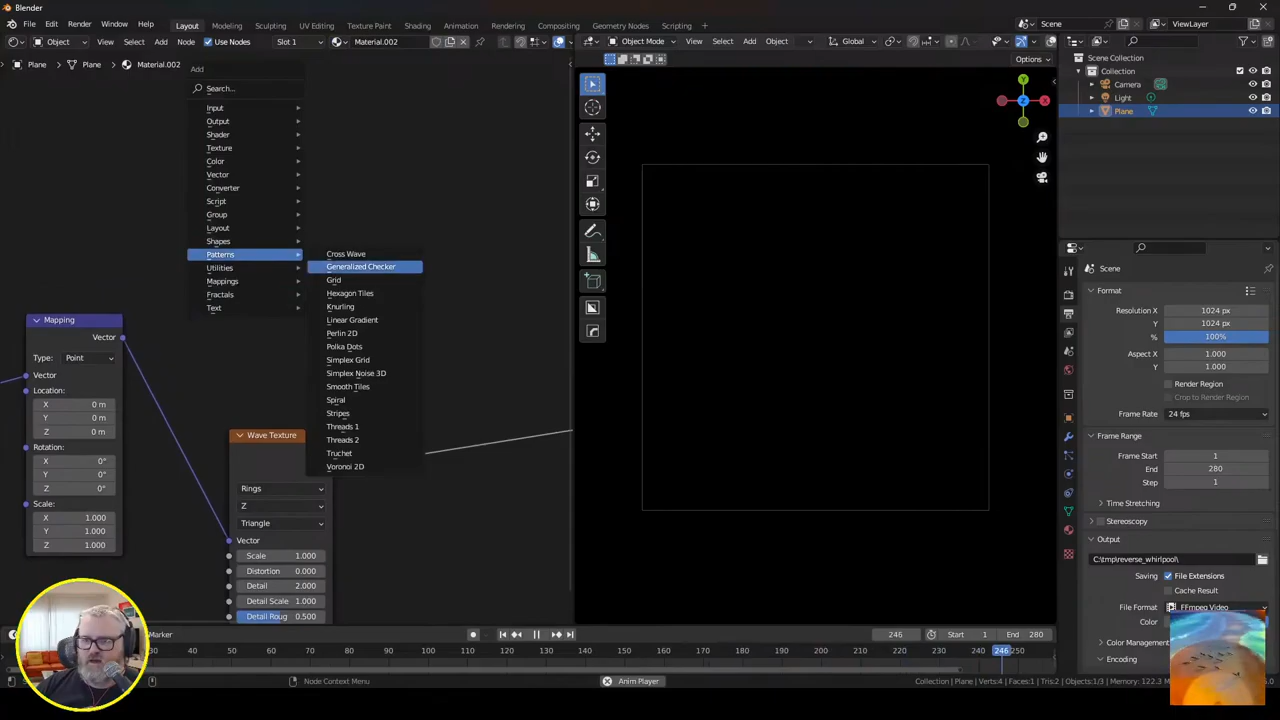 Blender
File Edit Render Window Help Layout Modeling Sculpting UV Editing Texture Paint Shading Animation Rendering Compositing Geometry Nodes Scripting + Scene ViewLayer
Object View Select Add Node Use Nodes Slot 1 Material.002
Object Mode View Select Add Object Global
Options
Plane > Plane > Material.002
Add
Search...
Input
Output
Shader
Texture
Color
Vector
Converter
Script
Group
Layout
Shapes
Patterns
Utilities
Mappings
Fractals
Text
Cross Wave
Generalized Checker
Grid
Hexagon Tiles
Knurling
Linear Gradient
Perlin 2D
Polka Dots
Simplex Grid
Simplex Noise 3D
Smooth Tiles
Spiral
Stripes
Threads 1
Threads 2
Truchet
Voronoi 2D
Mapping
Vector
Type: Point
Vector
Location:
X 0 m
Y 0 m
Z 0 m
Rotation:
X 0°
Y 0°
Z 0°
Scale:
X 1.000
Y 1.000
Z 1.000
Wave Texture
Rings
Z
Triangle
Vector
Scale 1.000
Distortion 0.000
Detail 2.000
Detail Scale 1.000
Detail Roug 0.500
Y
Z
X
Scene Collection
Collection
Camera
Light
Plane
Scene
Format
Resolution X 1024 px
Y 1024 px
% 100%
Aspect X 1.000
Y 1.000
Render Region
Crop to Render Region
Frame Rate 24 fps
Frame Range
Frame Start 1
End 280
Step 1
Time Stretching
Stereoscopy
Output
C:\tmp\reverse_whirlpool\
Saving File Extensions
Cache Result
File Format FFmpeg Video
Color
Color Management
Encoding
Marker
246 Start 1 End 280
30 40 50 60 70 80 90 100 110 120 130 140 150 160 170 180 190 200 210 220 230 240 246 250
Node Context Menu
Anim Player
Collection | Plane | Verts:4 | Faces:1 | Tris:2 | Objects:1/3 | Memory: 122.3